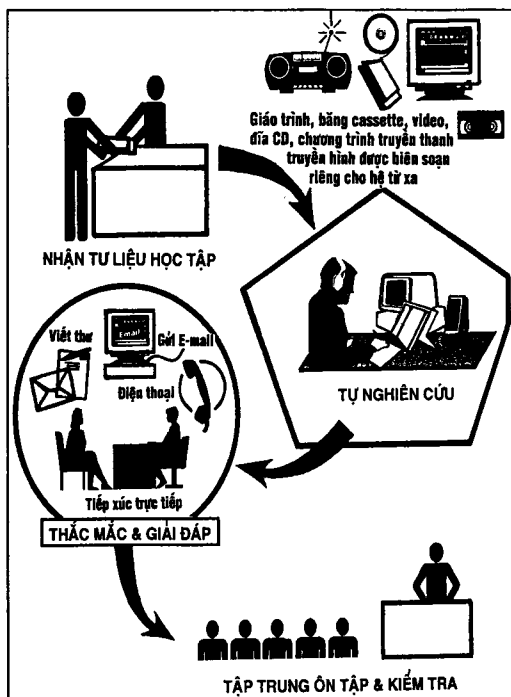 Giáo trình, băng cassette, video,
đĩa CD, chương trình truyền thanh
truyền hình được biên soạn
riêng cho hệ từ xa
NHẬN TƯ LIỆU HỌC TẬP
TỰ NGHIÊN CỨU
Viết thư
Email
Gửi E-mail
Điện thoại
Tiếp xúc trực tiếp
THẮC MẮC & GIẢI ĐÁP
TẬP TRUNG ÔN TẬP & KIỂM TRA